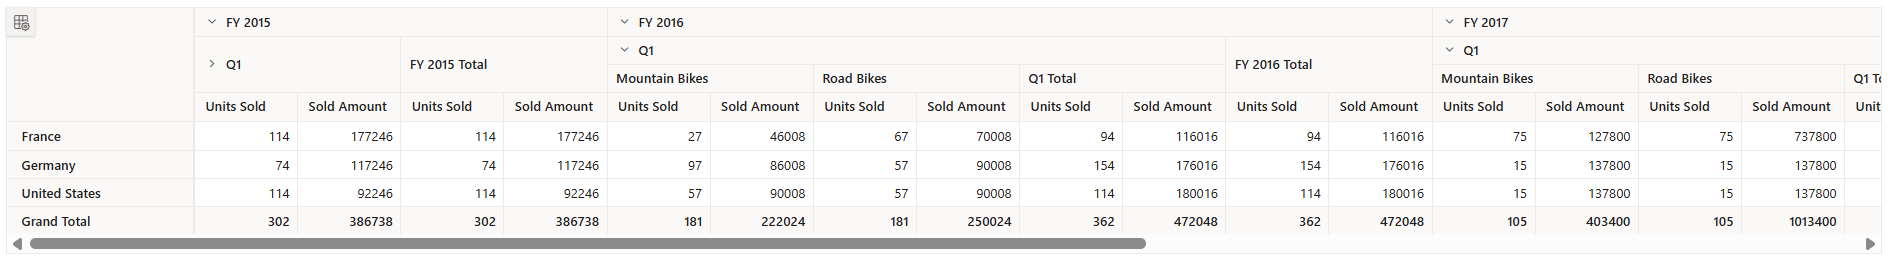 FY 2015 FY 2016 FY 2017
Q1 FY 2015 Total Q1 FY 2016 Total Q1
Mountain Bikes Road Bikes Q1 Total Mountain Bikes Road Bikes Q1 To
Units Sold Sold Amount Units Sold Sold Amount Units Sold Sold Amount Units Sold Sold Amount Units Sold Sold Amount Units Sold Sold Amount Units Sold Sold Amount Units Sold Sold Amount Unit
France 114 177246 114 177246 27 46008 67 70008 94 116016 94 116016 75 127800 75 737800
Germany 74 117246 74 117246 97 86008 57 90008 154 176016 154 176016 15 137800 15 137800
United States 114 92246 114 92246 57 90008 57 90008 114 180016 114 180016 15 137800 15 137800
Grand Total 302 386738 302 386738 181 222024 181 250024 362 472048 362 472048 105 403400 105 1013400